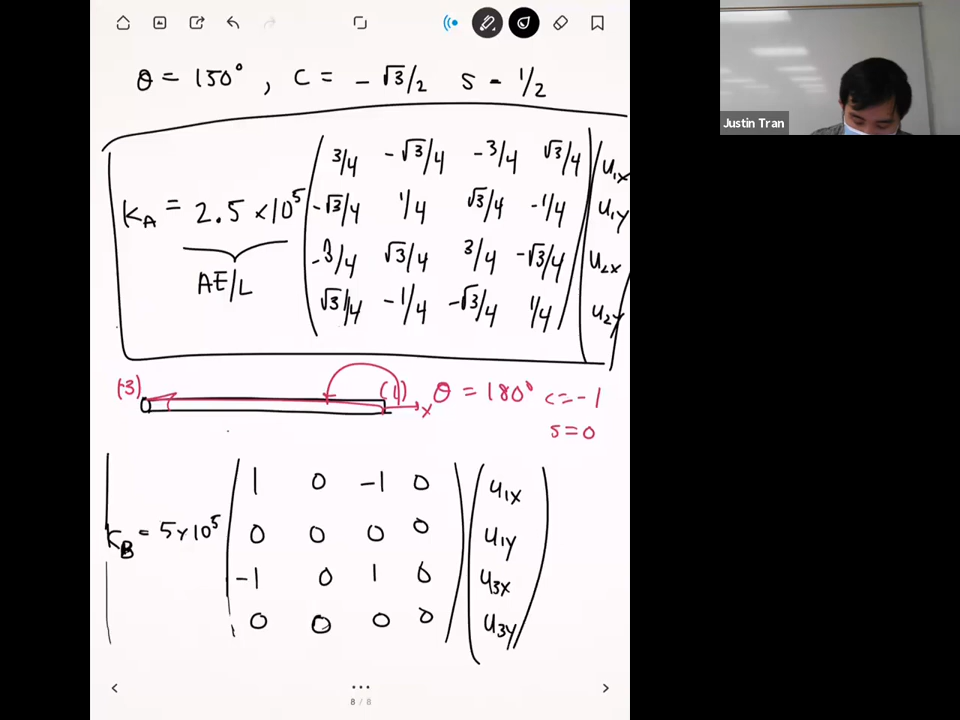 θ = 150° , C = - √3/2 S = 1/2
Justin Tran
3/4 -√3/4 -3/4 √3/4 u1x
-√3/4 1/4 √3/4 -1/4 u1y
KA = 2.5 × 10^5
-3/4 √3/4 3/4 -√3/4 u2x
AE/L
√3/4 -1/4 -√3/4 1/4 u2y
(3) (1) θ = 180° c = -1
x
s = 0
1 0 -1 0 u1x
KB = 5×10^5 0 0 0 0 u1y
-1 0 1 0 u3x
0 0 0 0 u3y
8 / 8